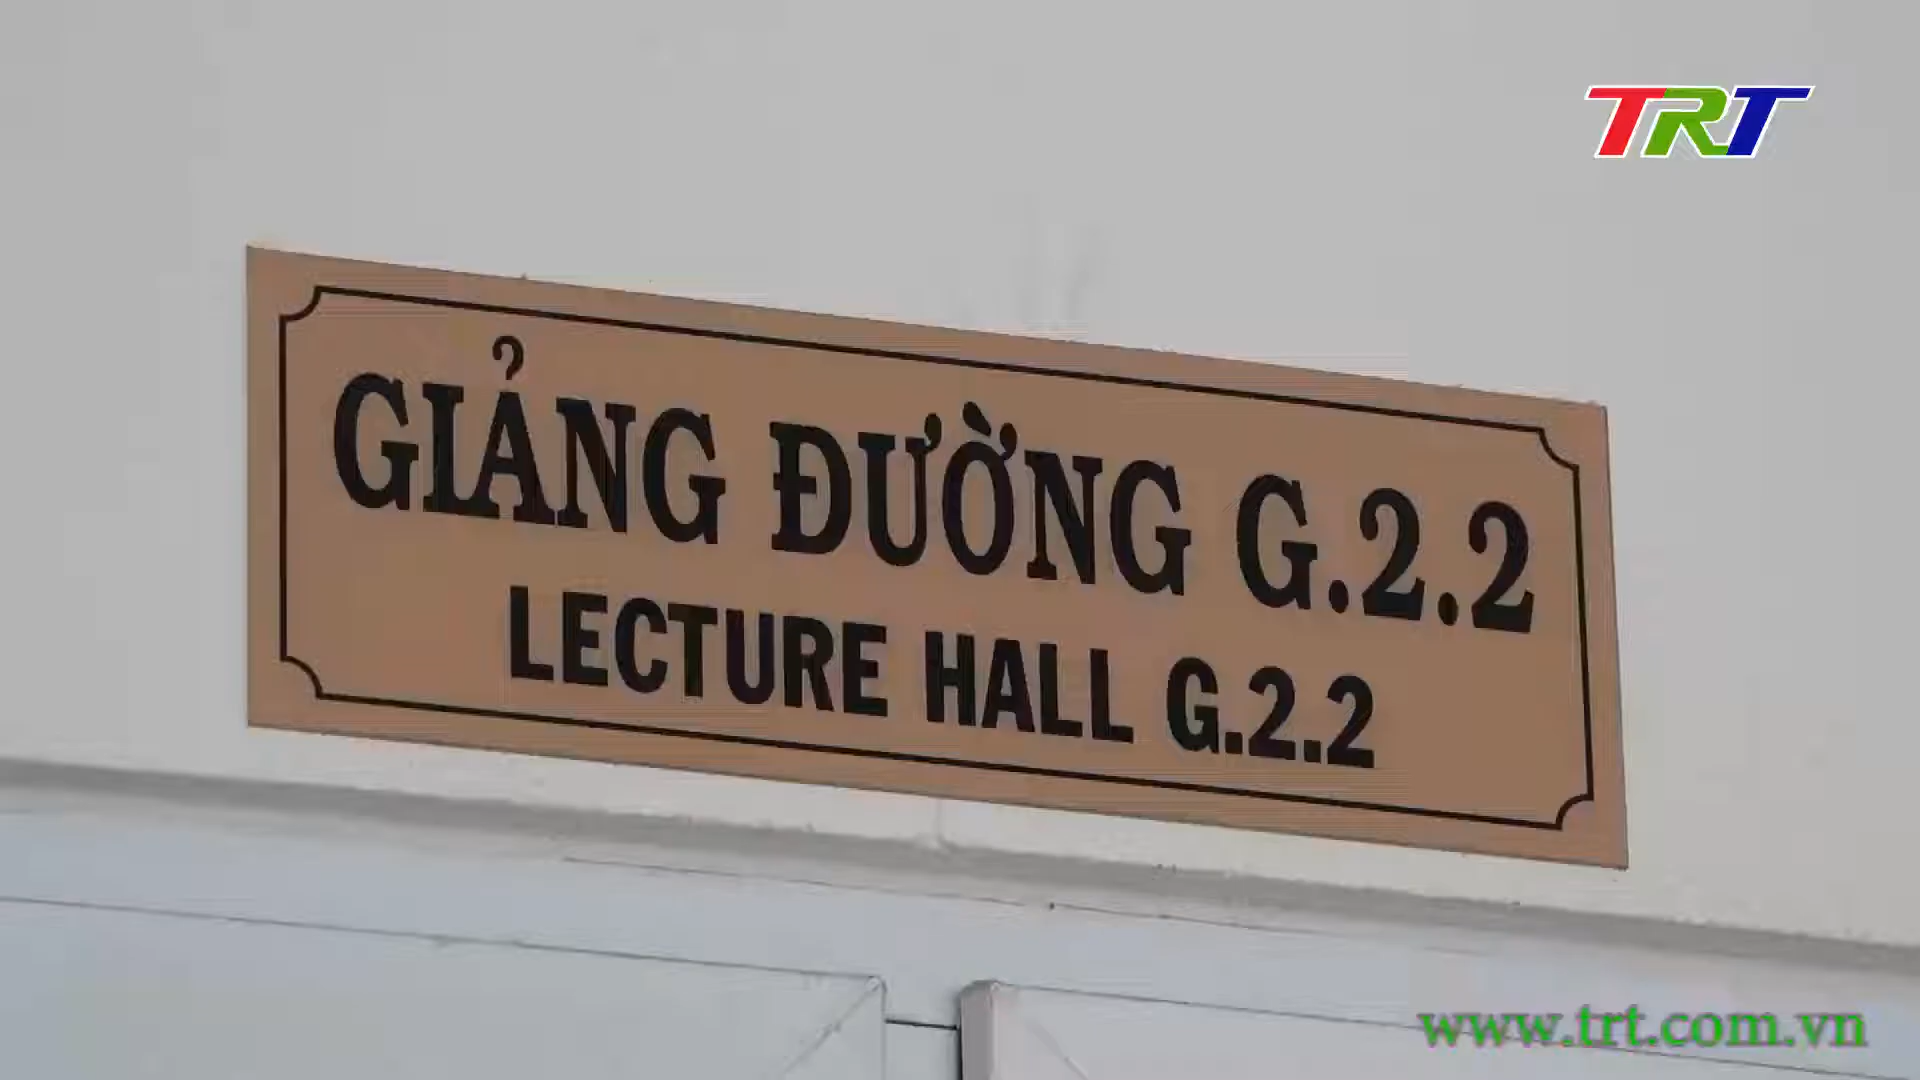 TRT
GIẢNG ĐƯỜNG G.2.2
LECTURE HALL G.2.2
www.trt.com.vn